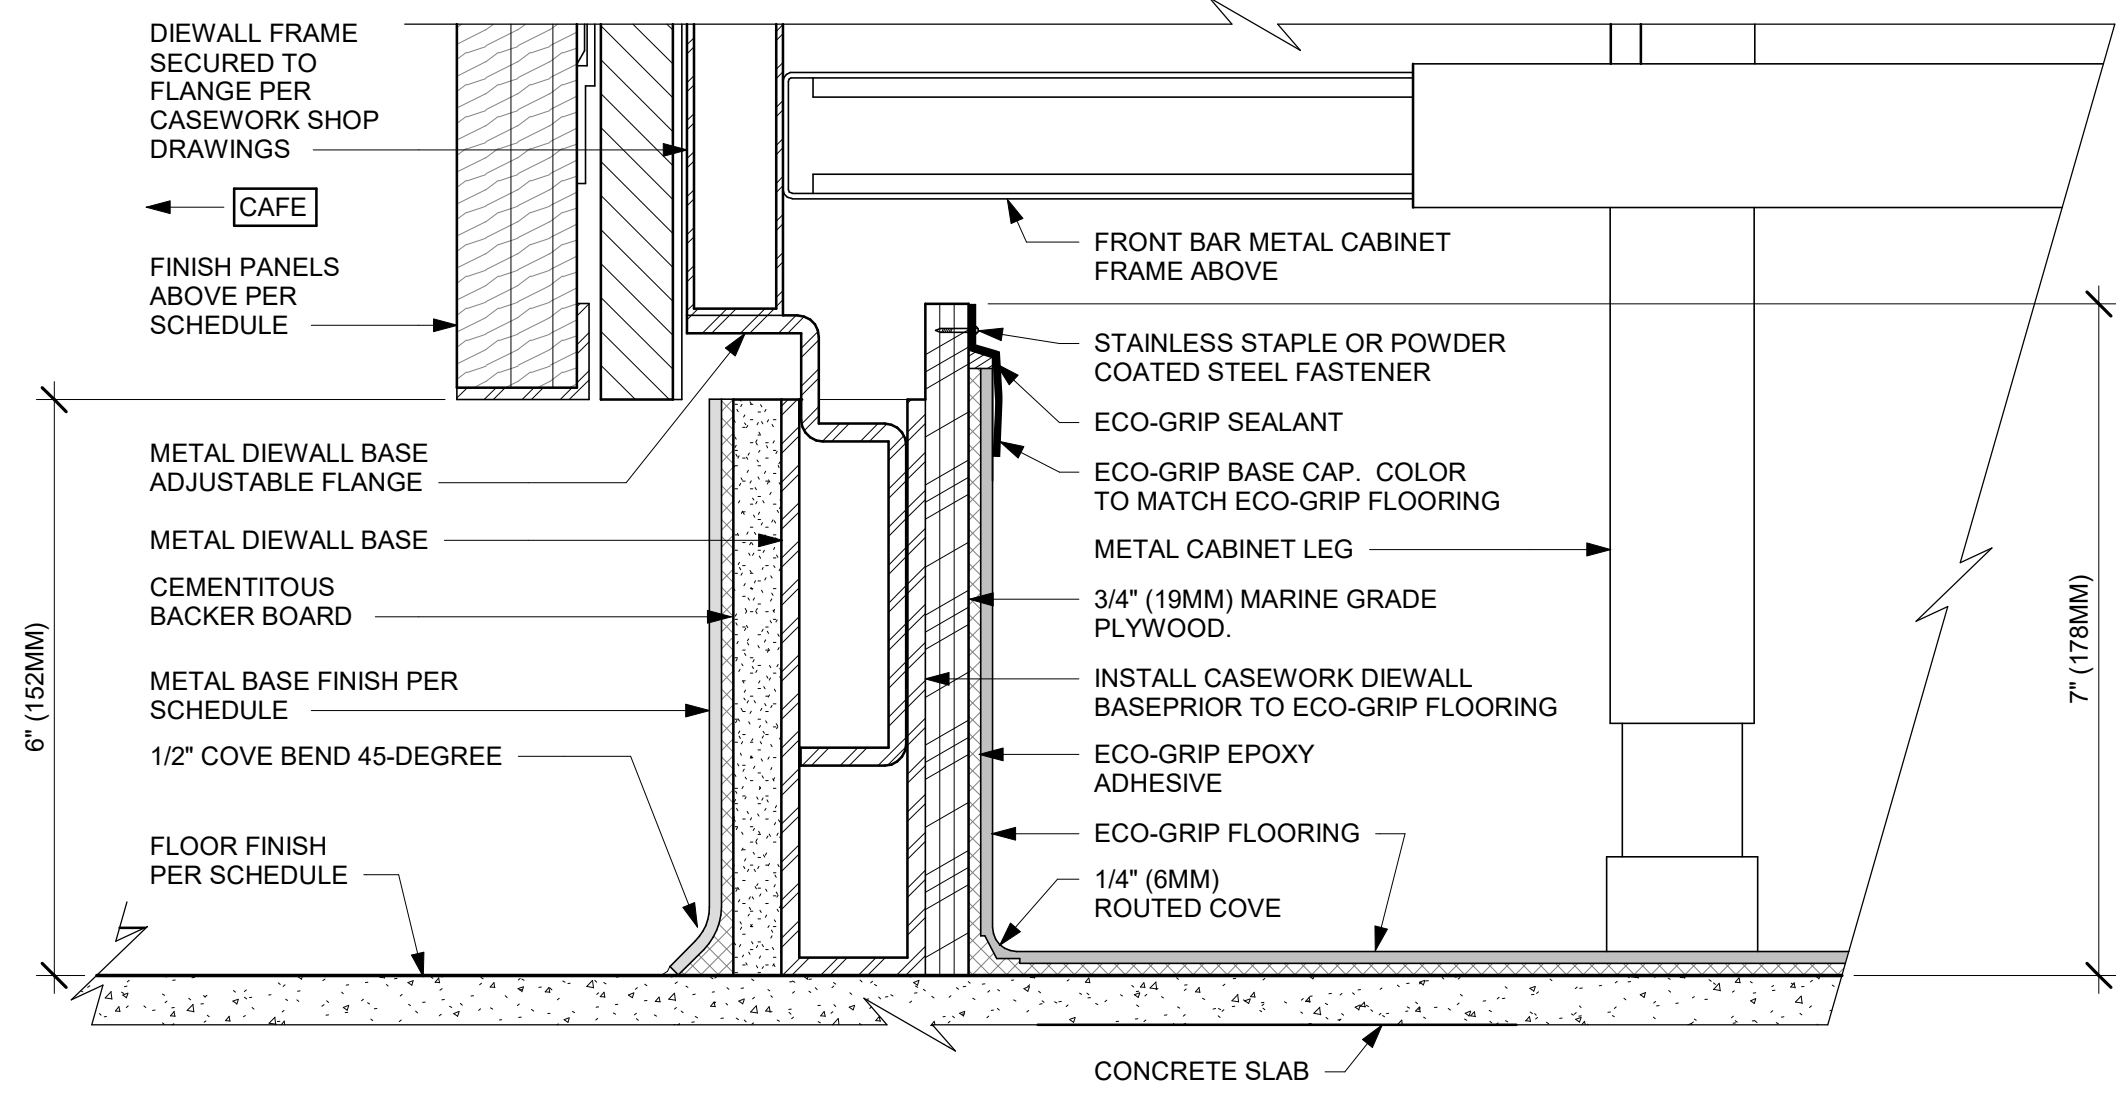 DIEWALL FRAME
SECURED TO
FLANGE PER
CASEWORK SHOP
DRAWINGS
CAFE
FINISH PANELS
ABOVE PER
SCHEDULE
METAL DIEWALL BASE
ADJUSTABLE FLANGE
METAL DIEWALL BASE
CEMENTITOUS
BACKER BOARD
METAL BASE FINISH PER
SCHEDULE
1/2" COVE BEND 45-DEGREE
FLOOR FINISH
PER SCHEDULE
6" (152MM)
FRONT BAR METAL CABINET
FRAME ABOVE
STAINLESS STAPLE OR POWDER
COATED STEEL FASTENER
ECO-GRIP SEALANT
ECO-GRIP BASE CAP.  COLOR
TO MATCH ECO-GRIP FLOORING
METAL CABINET LEG
3/4" (19MM) MARINE GRADE
PLYWOOD.
INSTALL CASEWORK DIEWALL
BASEPRIOR TO ECO-GRIP FLOORING
ECO-GRIP EPOXY
ADHESIVE
ECO-GRIP FLOORING
1/4" (6MM)
ROUTED COVE
7" (178MM)
CONCRETE SLAB